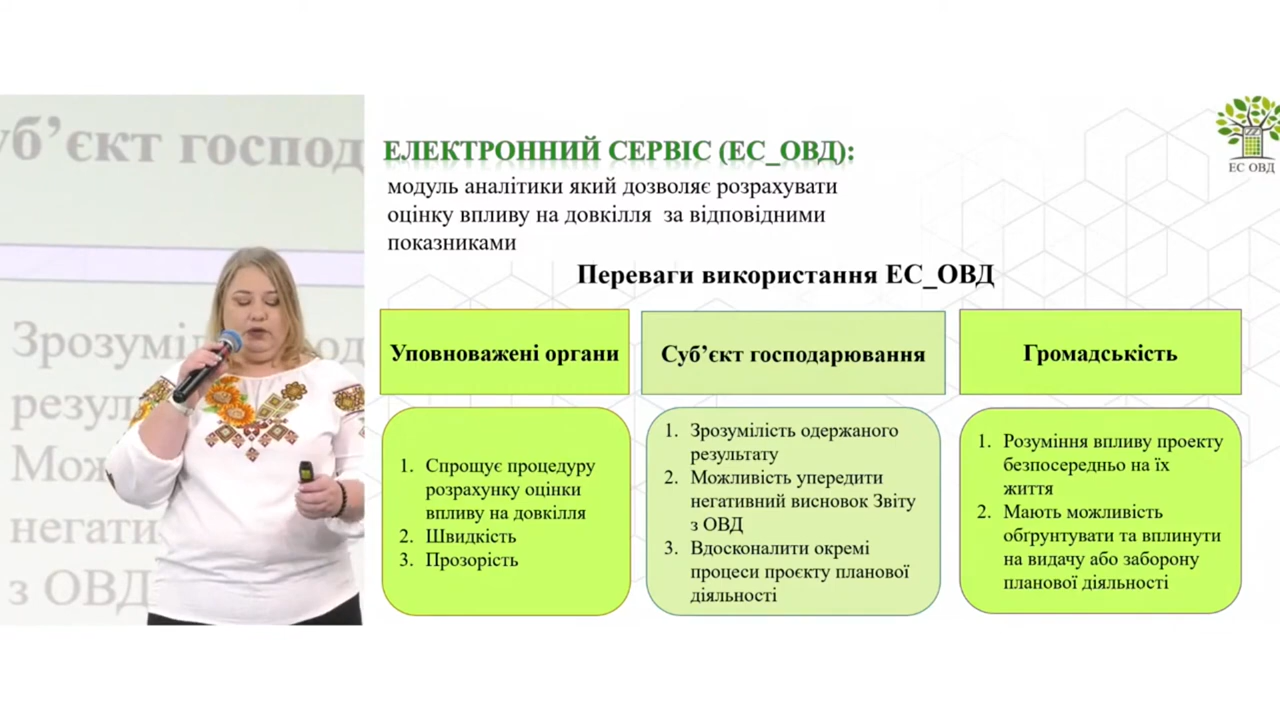 уб’єкт господ
Зрозумі
од
резул
Мож
негати
з ОВД
ЕЛЕКТРОННИЙ СЕРВІС (ЕС_ОВД):
модуль аналітики який дозволяє розрахувати
оцінку впливу на довкілля за відповідними
показниками
ЕС ОВД
Переваги використання ЕС_ОВД
Уповноважені органи
1. Спрощує процедуру
розрахунку оцінки
впливу на довкілля
2. Швидкість
3. Прозорість
Суб’єкт господарювання
1. Зрозумілість одержаного
результату
2. Можливість упередити
негативний висновок Звіту
з ОВД
3. Вдосконалити окремі
процеси проєкту планової
діяльності
Громадськість
1. Розуміння впливу проекту
безпосередньо на їх
життя
2. Мають можливість
обґрунтувати та вплинути
на видачу або заборону
планової діяльності